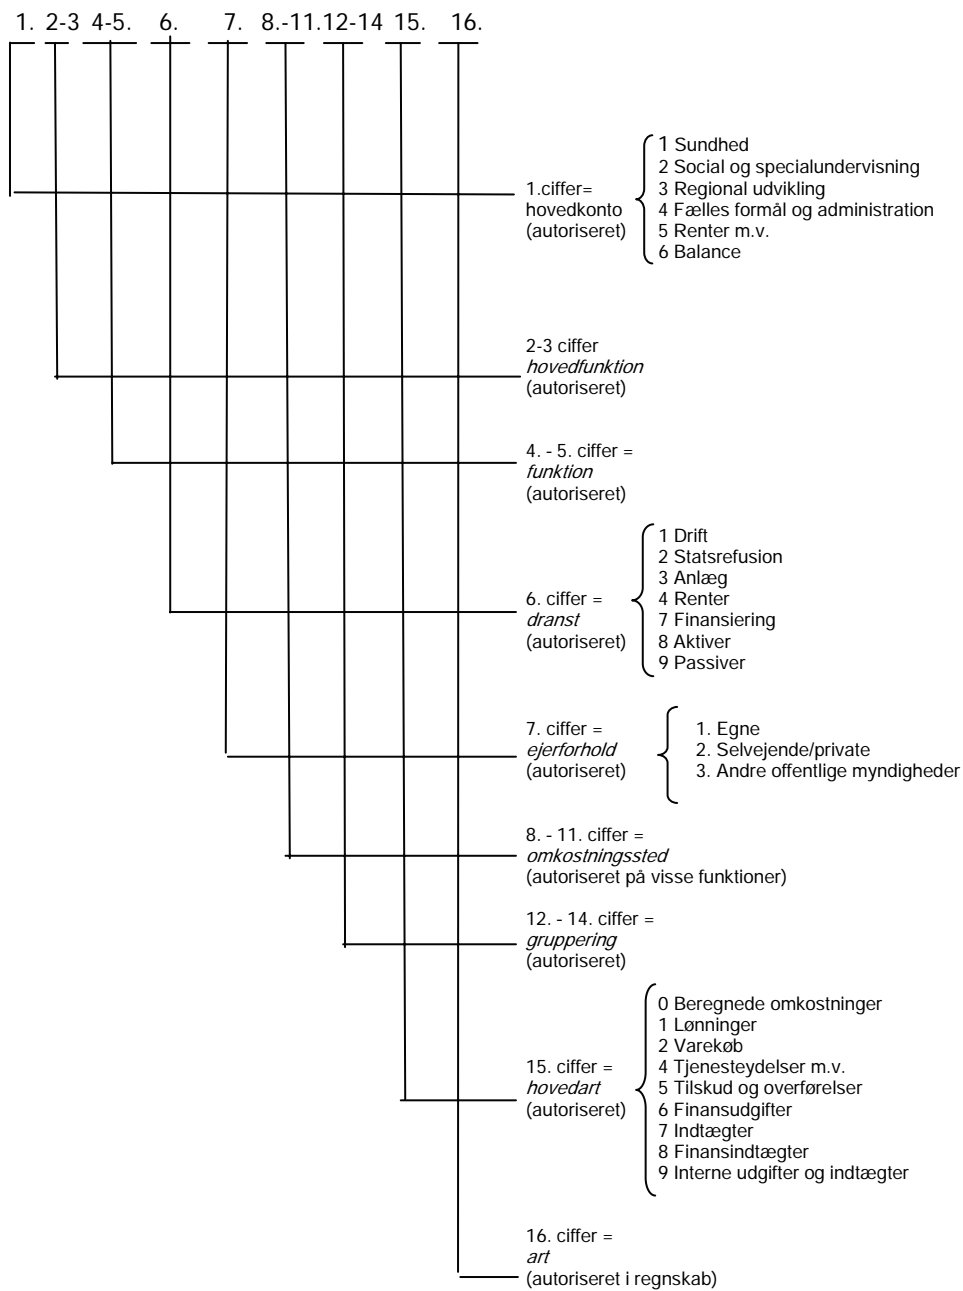 1. 2-3 4-5. 6. 7. 8.-11.12-14 15. 16.
1.ciffer=
hovedkonto
(autoriseret)
1 Sundhed
2 Social og specialundervisning
3 Regional udvikling
4 Fælles formål og administration
5 Renter m.v.
6 Balance
2-3 ciffer
hovedfunktion
(autoriseret)
4. - 5. ciffer =
funktion
(autoriseret)
6. ciffer =
dranst
(autoriseret)
1 Drift
2 Statsrefusion
3 Anlæg
4 Renter
7 Finansiering
8 Aktiver
9 Passiver
7. ciffer =
ejerforhold
(autoriseret)
1. Egne
2. Selvejende/private
3. Andre offentlige myndigheder
8. - 11. ciffer =
omkostningssted
(autoriseret på visse funktioner)
12. - 14. ciffer =
gruppering
(autoriseret)
15. ciffer =
hovedart
(autoriseret)
0 Beregnede omkostninger
1 Lønninger
2 Varekøb
4 Tjenesteydelser m.v.
5 Tilskud og overførelser
6 Finansudgifter
7 Indtægter
8 Finansindtægter
9 Interne udgifter og indtægter
16. ciffer =
art
(autoriseret i regnskab)